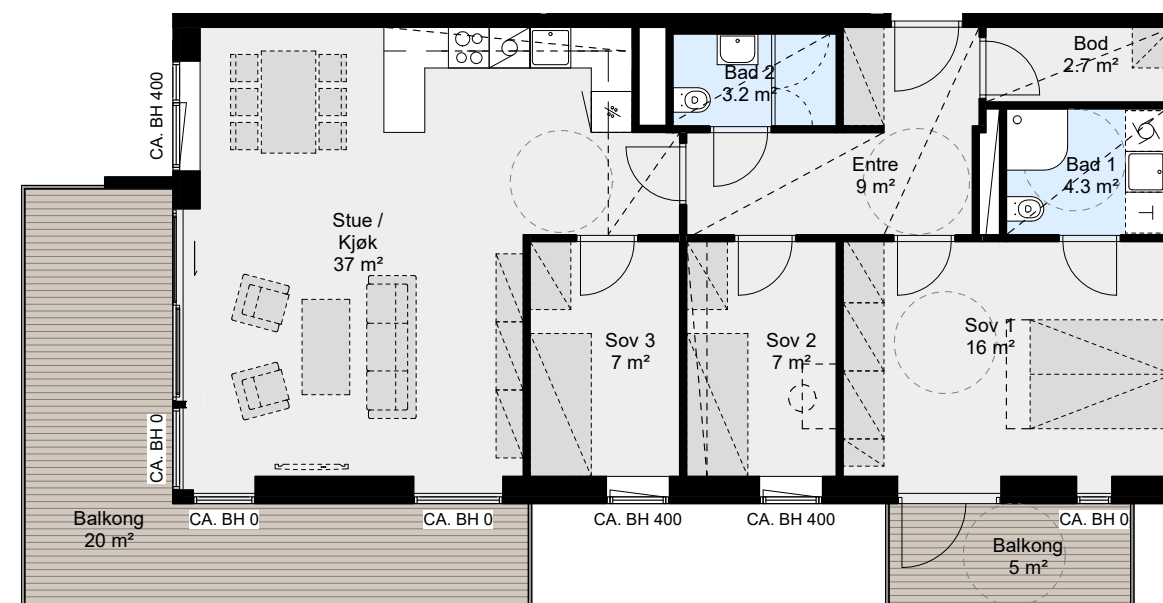 Bod
2.7 m²
Bad 2
3.2 m²
CA. BH 400
Entre
9 m²
Bad 1
4.3 m²
Stue /
Kjøk
37 m²
Sov 3
7 m²
Sov 2
7 m²
Sov 1
16 m²
CA. BH 0
Balkong
20 m²
CA. BH 0
CA. BH 0
CA. BH 400
CA. BH 400
CA. BH 0
Balkong
5 m²